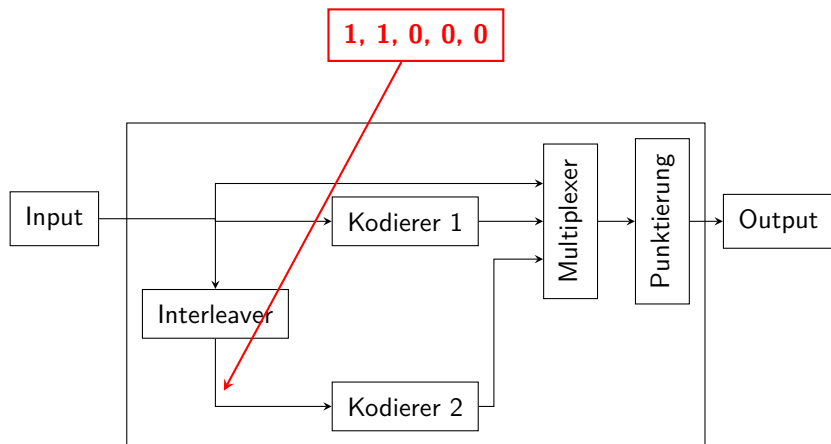 1, 1, 0, 0, 0
Input
Kodierer 1
Multiplexer
Punktierung
Output
Interleaver
Kodierer 2